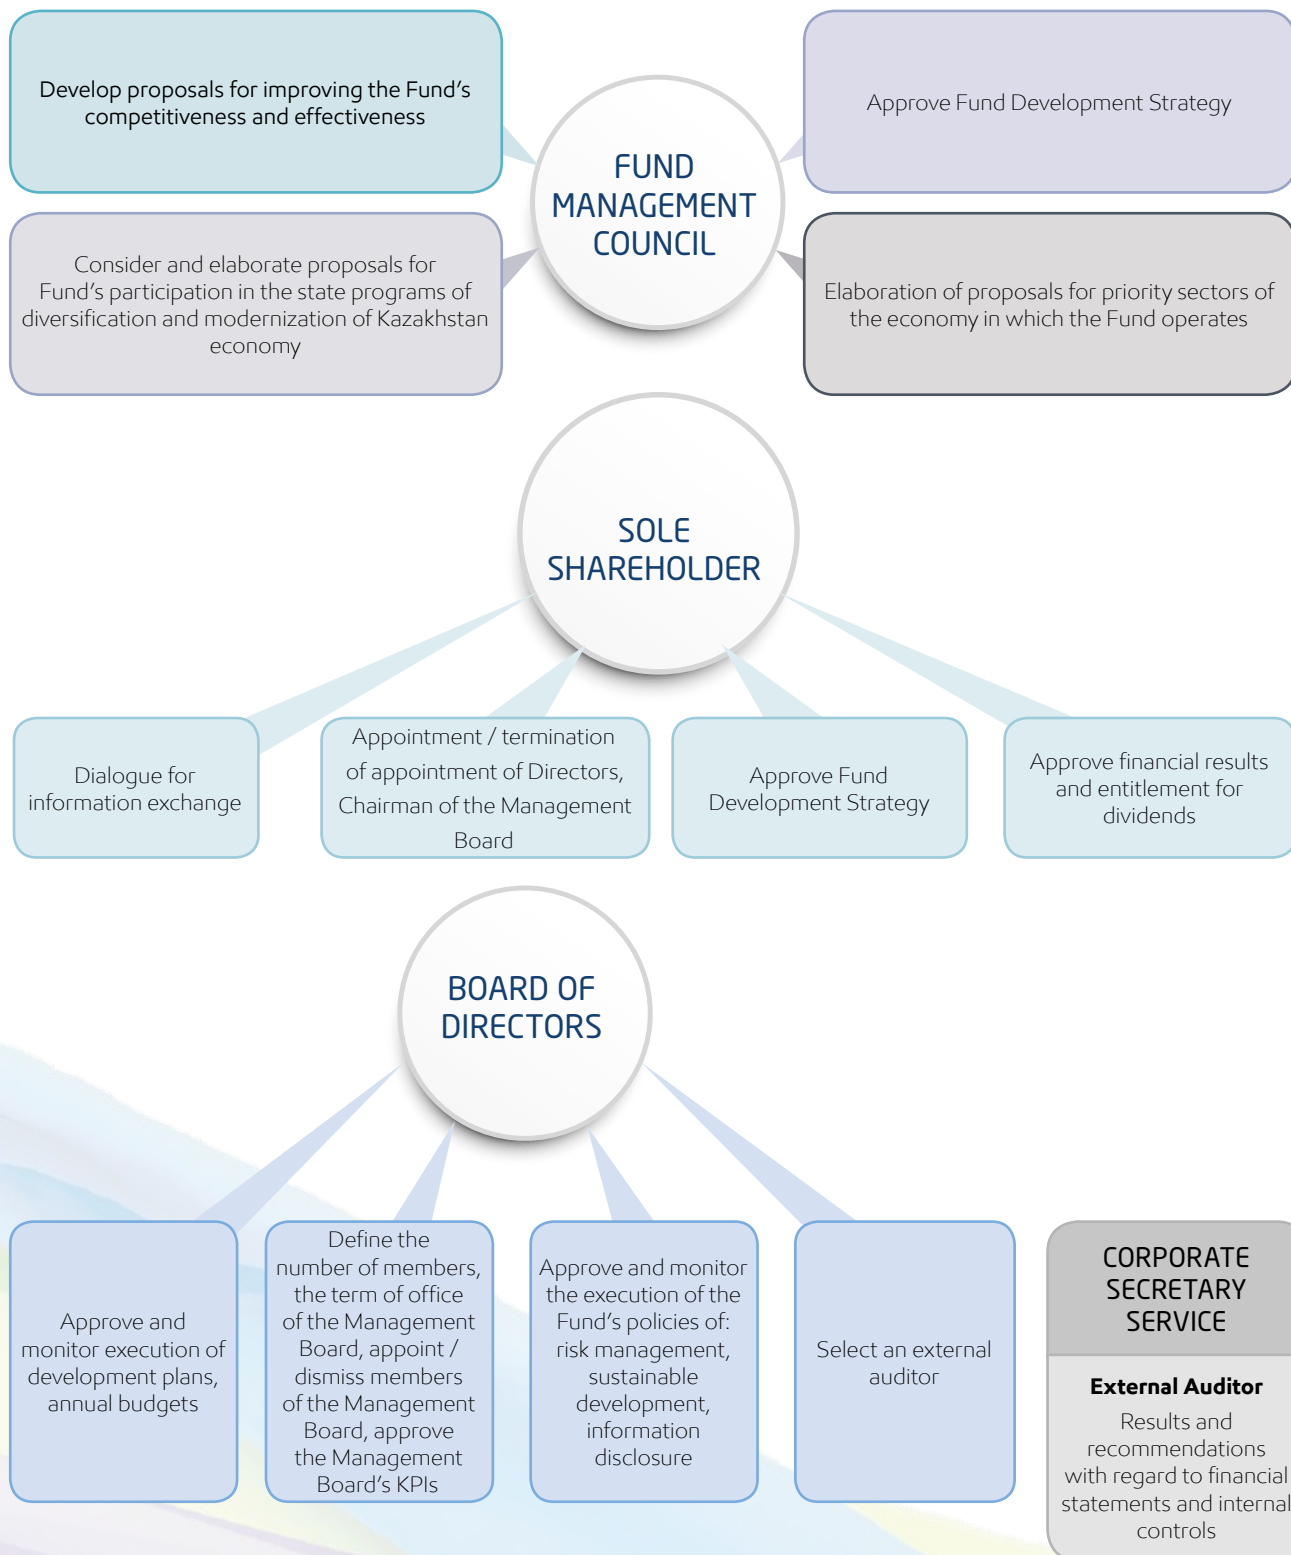 Develop proposals for improving the Fund’s
competitiveness and effectiveness
FUND
MANAGEMENT
COUNCIL
Approve Fund Development Strategy
Consider and elaborate proposals for
Fund’s participation in the state programs of
diversification and modernization of Kazakhstan
economy
Elaboration of proposals for priority sectors of
the economy in which the Fund operates
SOLE
SHAREHOLDER
Dialogue for
information exchange
Appointment / termination
of appointment of Directors,
Chairman of the Management
Board
Approve Fund
Development Strategy
Approve financial results
and entitlement for
dividends
BOARD OF
DIRECTORS
Approve and
monitor execution of
development plans,
annual budgets
Define the
number of members,
the term of office
of the Management
Board, appoint /
dismiss members
of the Management
Board, approve
the Management
Board’s KPIs
Approve and monitor
the execution of the
Fund’s policies of:
risk management,
sustainable
development,
information
disclosure
Select an external
auditor
CORPORATE
SECRETARY
SERVICE
External Auditor
Results and
recommendations
with regard to financial
statements and internal
controls